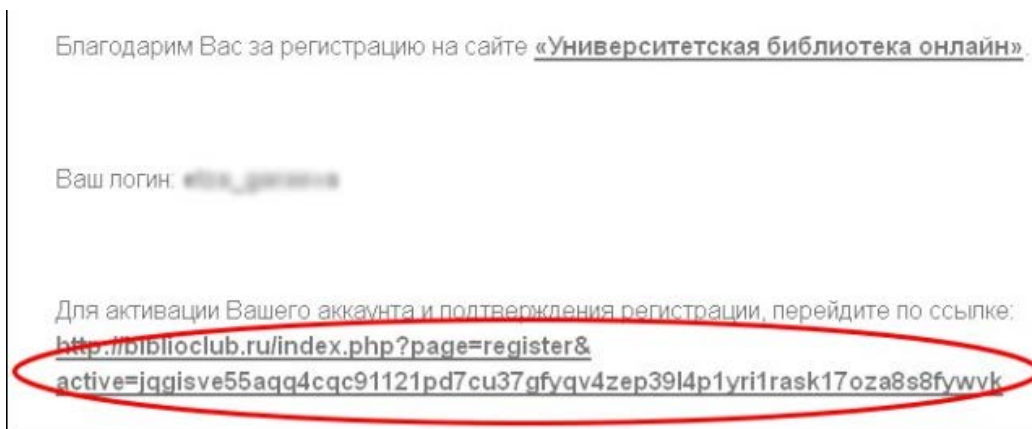 Благодарим Вас за регистрацию на сайте «Университетская библиотека онлайн».
Ваш логин:
Для активации Вашего аккаунта и подтверждения регистрации, перейдите по ссылке:
http://biblioclub.ru/index.php?page=register&
active=jqgisve55aqq4cqc91121pd7cu37gfyqv4zep39l4p1yri1rask17oza8s8fywvk